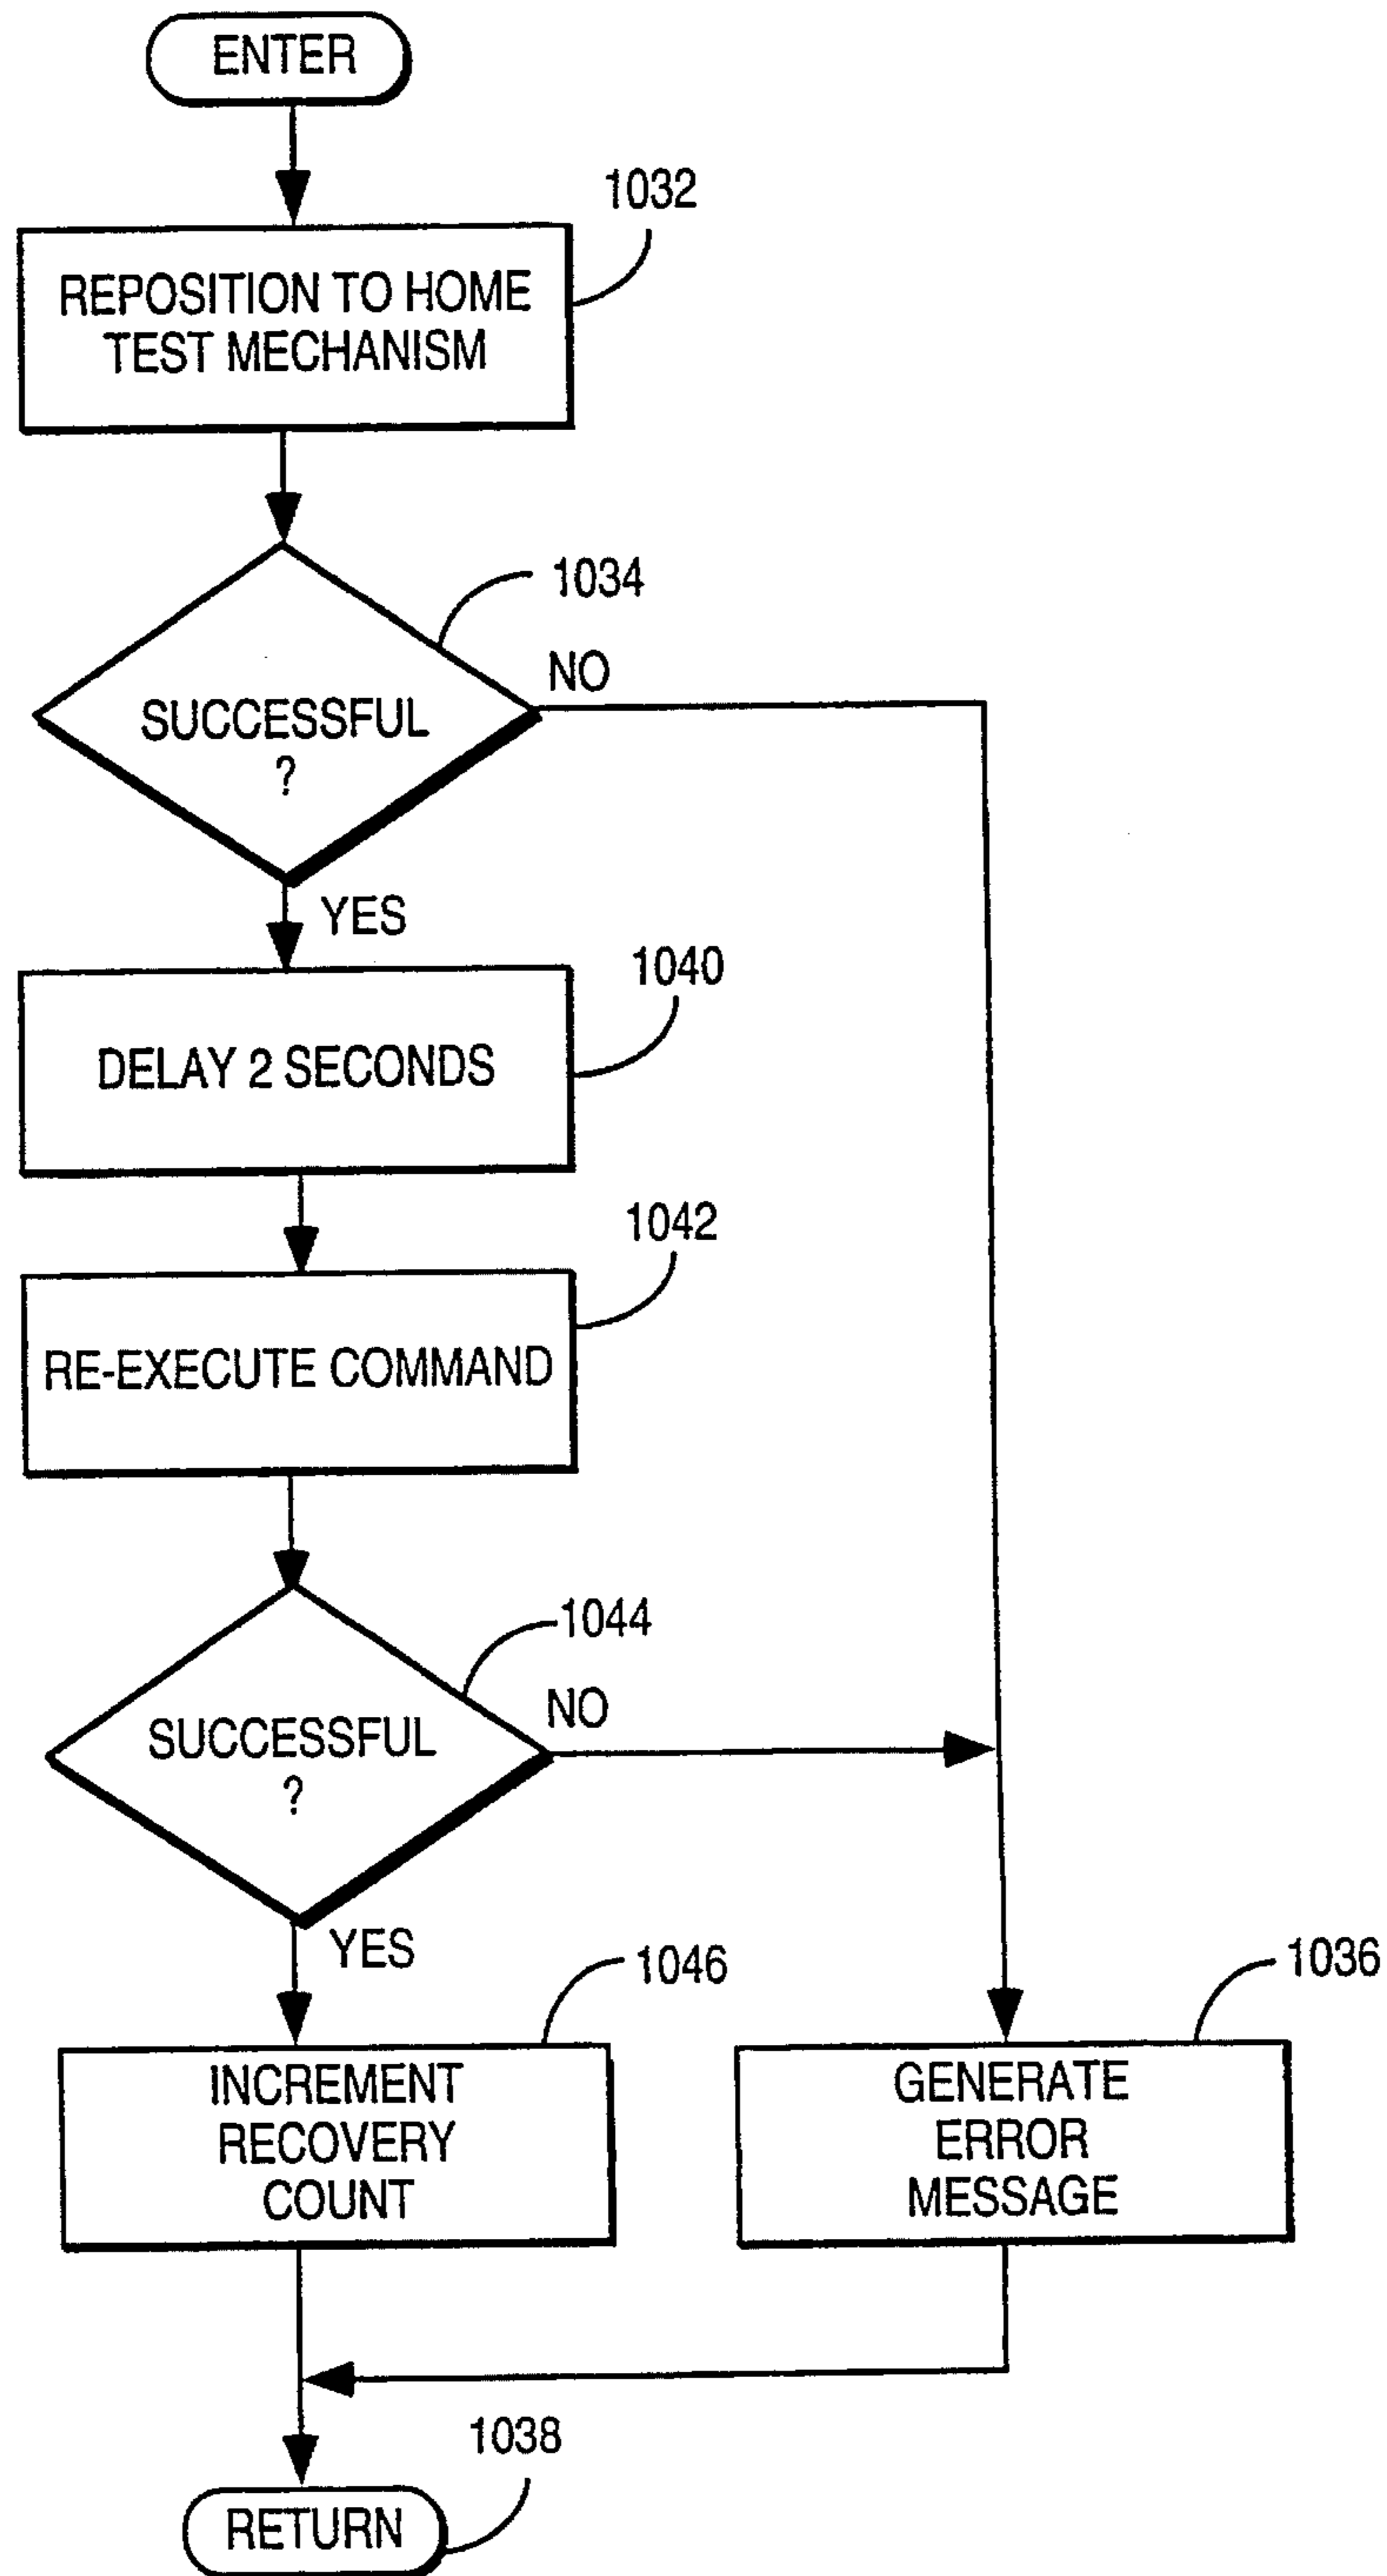 ENTER
1032
REPOSITION TO HOME
TEST MECHANISM
1034
NO
SUCCESSFUL
?
YES
1040
DELAY 2 SECONDS
1042
RE-EXECUTE COMMAND
1044
NO
SUCCESSFUL
?
YES
1046
1036
INCREMENT
RECOVERY
COUNT
GENERATE
ERROR
MESSAGE
1038
RETURN